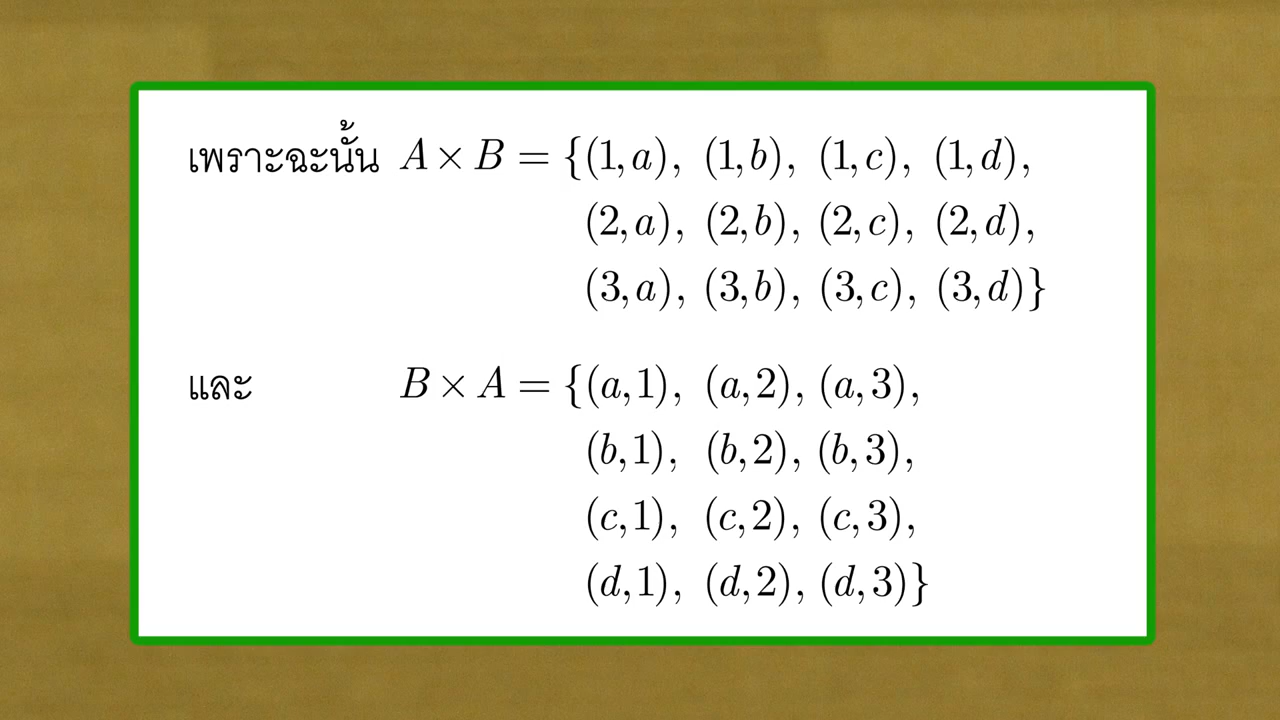 เพราะฉะนั้น A × B = {(1, a), (1, b), (1, c), (1, d),
(2, a), (2, b), (2, c), (2, d),
(3, a), (3, b), (3, c), (3, d)}
และ B × A = {(a, 1), (a, 2), (a, 3),
(b, 1), (b, 2), (b, 3),
(c, 1), (c, 2), (c, 3),
(d, 1), (d, 2), (d, 3)}